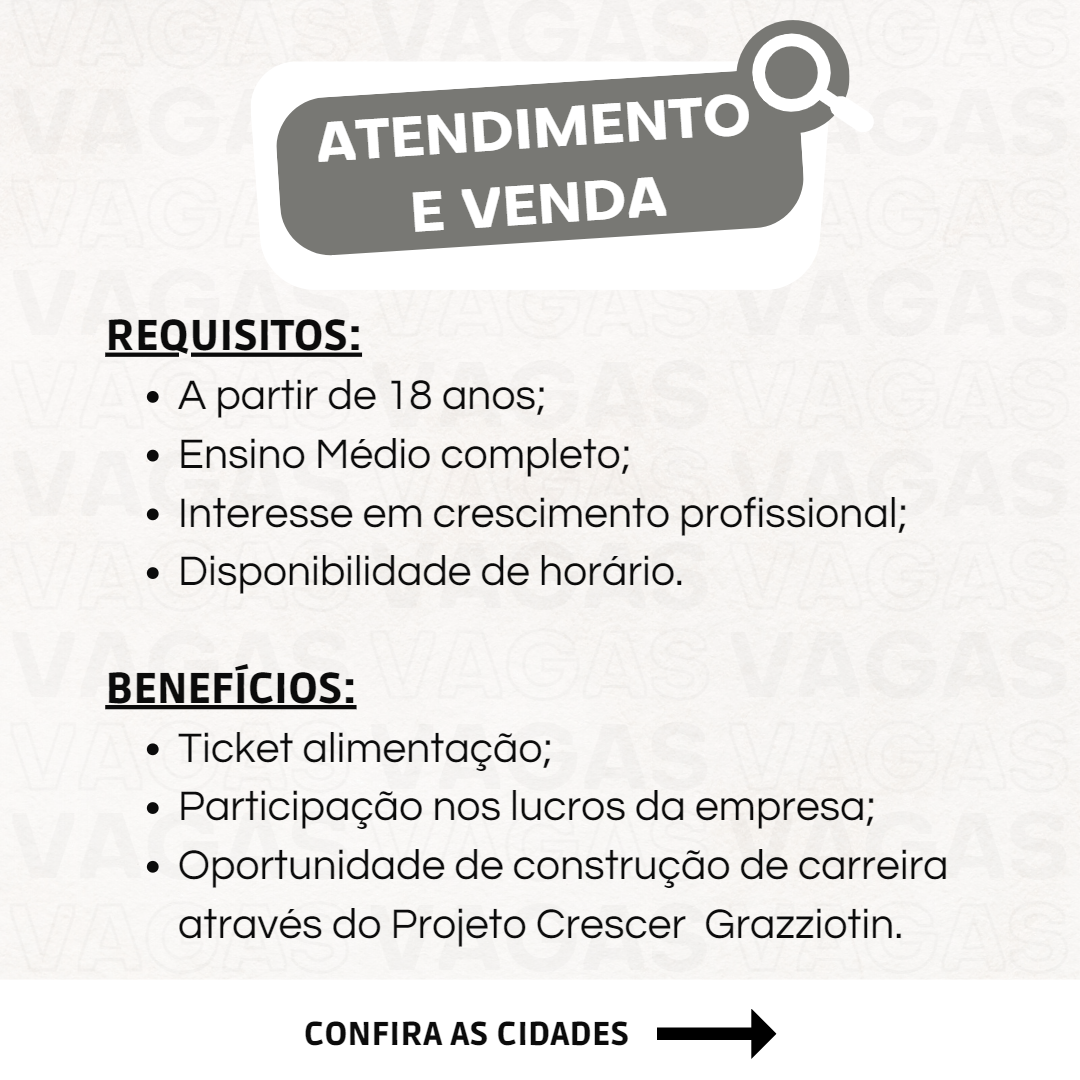 ATENDIMENTO
E VENDA
REQUISITOS:
• A partir de 18 anos;
• Ensino Médio completo;
• Interesse em crescimento profissional;
• Disponibilidade de horário.
BENEFÍCIOS:
• Ticket alimentação;
• Participação nos lucros da empresa;
• Oportunidade de construção de carreira
através do Projeto Crescer Grazziotin.
CONFIRA AS CIDADES